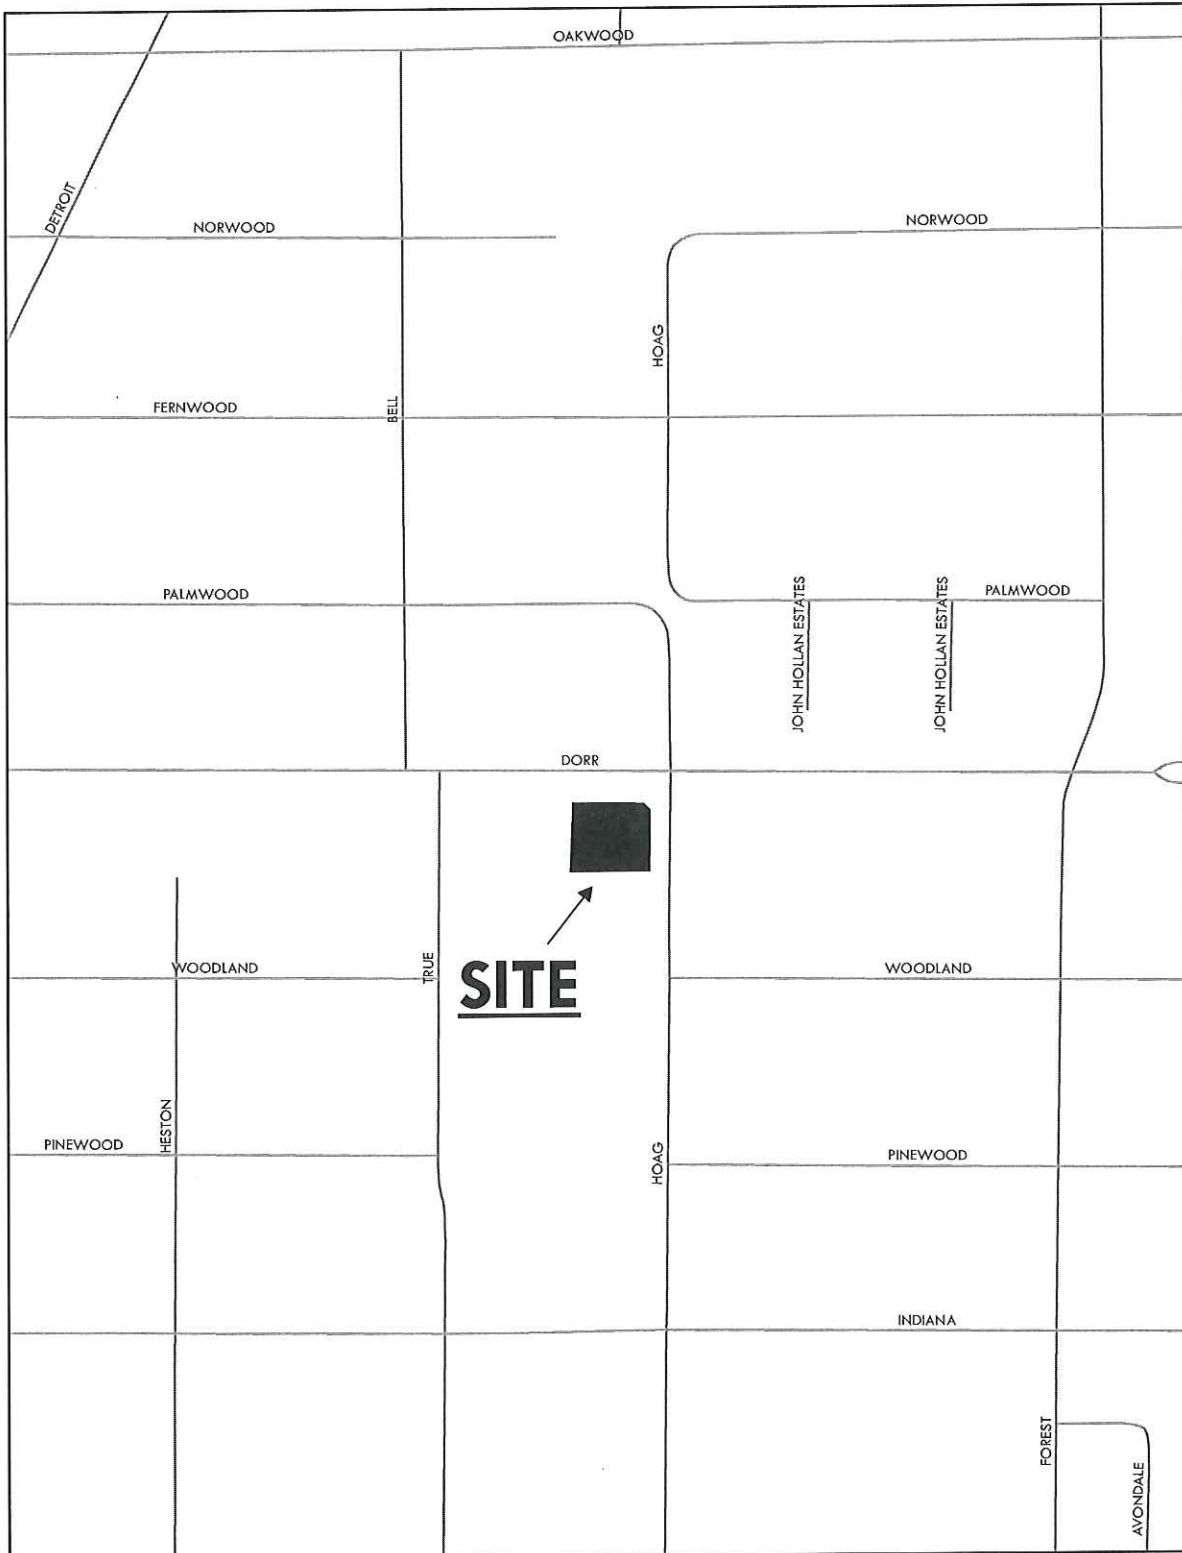 OAKWOOD
DETROIT
NORWOOD
NORWOOD
HOAG
FERNWOOD
BELL
PALMWOOD
JOHN HOLLAN ESTATES
JOHN HOLLAN ESTATES
PALMWOOD
DORR
WOODLAND
TRUE
SITE
WOODLAND
HESTON
PINEWOOD
HOAG
PINEWOOD
INDIANA
FOREST
AVONDALE